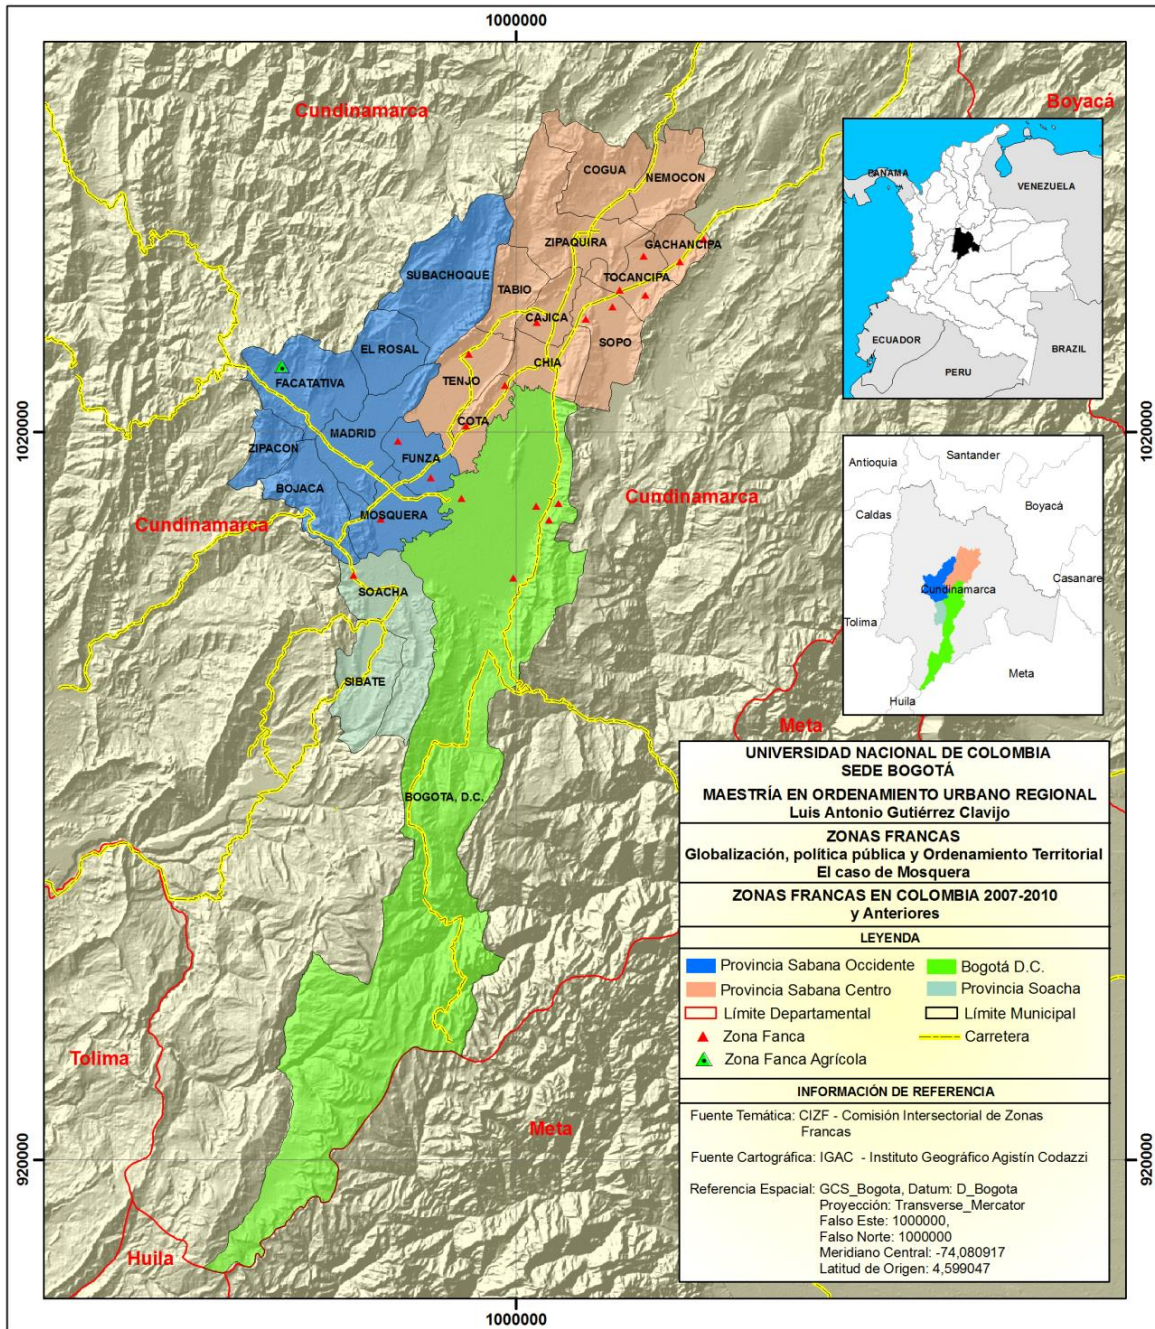 1000000
Cundinamarca
Boyacá
COGUA
NEMOCON
ZIPAQUIRA
GACHANCIPA
SUBACHOQUE
TOCANCIPA
TABIO
CAJICA
SOPO
EL ROSAL
CHIA
FACATATIVA
TENJO
COTA
1020000
1020000
MADRID
ZIPACON
FUNZA
BOJACA
Cundinamarca
MOSQUERA
Cundinamarca
SOACHA
SIBATE
Meta
BOGOTA, D.C.
Tolima
Meta
920000
920000
Huila
1000000
PANAMA
VENEZUELA
ECUADOR
BRAZIL
PERU
Santander
Antioquia
Boyacá
Caldas
Casanare
Cundinamarca
Tolima
Meta
Huila
UNIVERSIDAD NACIONAL DE COLOMBIA
SEDE BOGOTÁ
MAESTRÍA EN ORDENAMIENTO URBANO REGIONAL
Luis Antonio Gutiérrez Clavijo
ZONAS FRANCAS
Globalización, política pública y Ordenamiento Territorial
El caso de Mosquera
ZONAS FRANCAS EN COLOMBIA 2007-2010
y Anteriores
LEYENDA
Provincia Sabana Occidente
Bogotá D.C.
Provincia Sabana Centro
Provincia Soacha
Límite Departamental
Límite Municipal
Zona Fanca
Carretera
Zona Fanca Agrícola
INFORMACIÓN DE REFERENCIA
Fuente Temática: CIZF - Comisión Intersectorial de Zonas
Francas
Fuente Cartográfica: IGAC - Instituto Geográfico Agistín Codazzi
Referencia Espacial: GCS_Bogota, Datum: D_Bogota
Proyección: Transverse_Mercator
Falso Este: 1000000,
Falso Norte: 1000000
Meridiano Central: -74,080917
Latitud de Origen: 4,599047